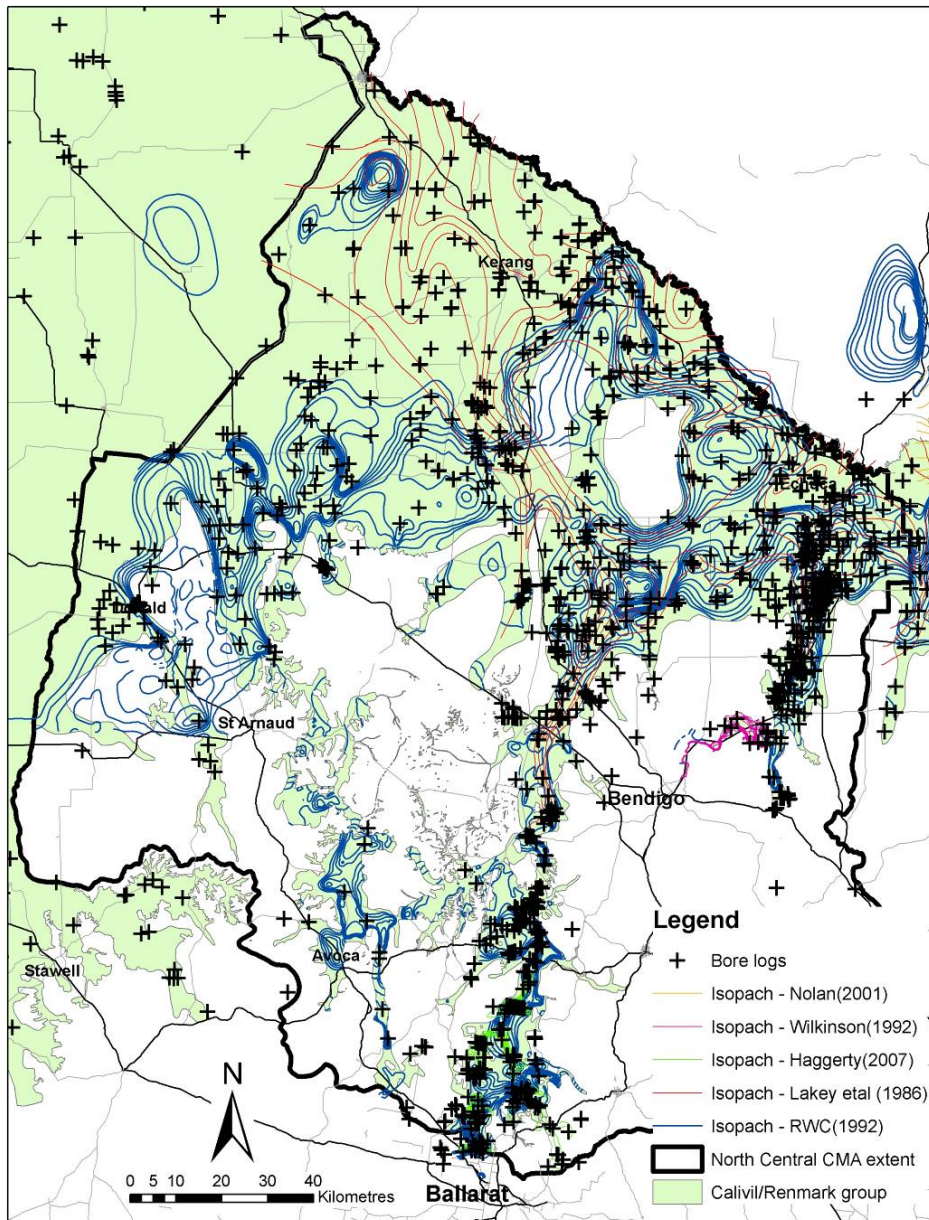 Kerang
Echuca
Donald
St Arnaud
Bendigo
Legend
Bore logs
Isopach - Nolan(2001)
Isopach - Wilkinson(1992)
Isopach - Haggerty(2007)
Isopach - Lakey etal (1986)
Isopach - RWC(1992)
North Central CMA extent
Calivil/Renmark group
Avoca
Stawell
N
0 5 10 20 30 40
Kilometres
Ballarat